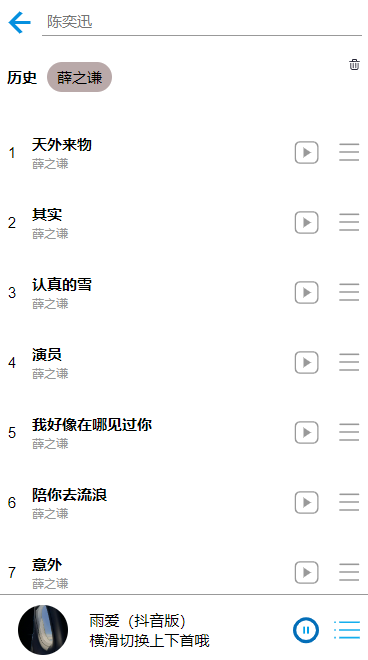 陈奕迅
历史 薛之谦
1 天外来物
薛之谦
2 其实
薛之谦
3 认真的雪
薛之谦
4 演员
薛之谦
5 我好像在哪见过你
薛之谦
6 陪你去流浪
薛之谦
7 意外
薛之谦
雨爱（抖音版）
横滑切换上下首哦